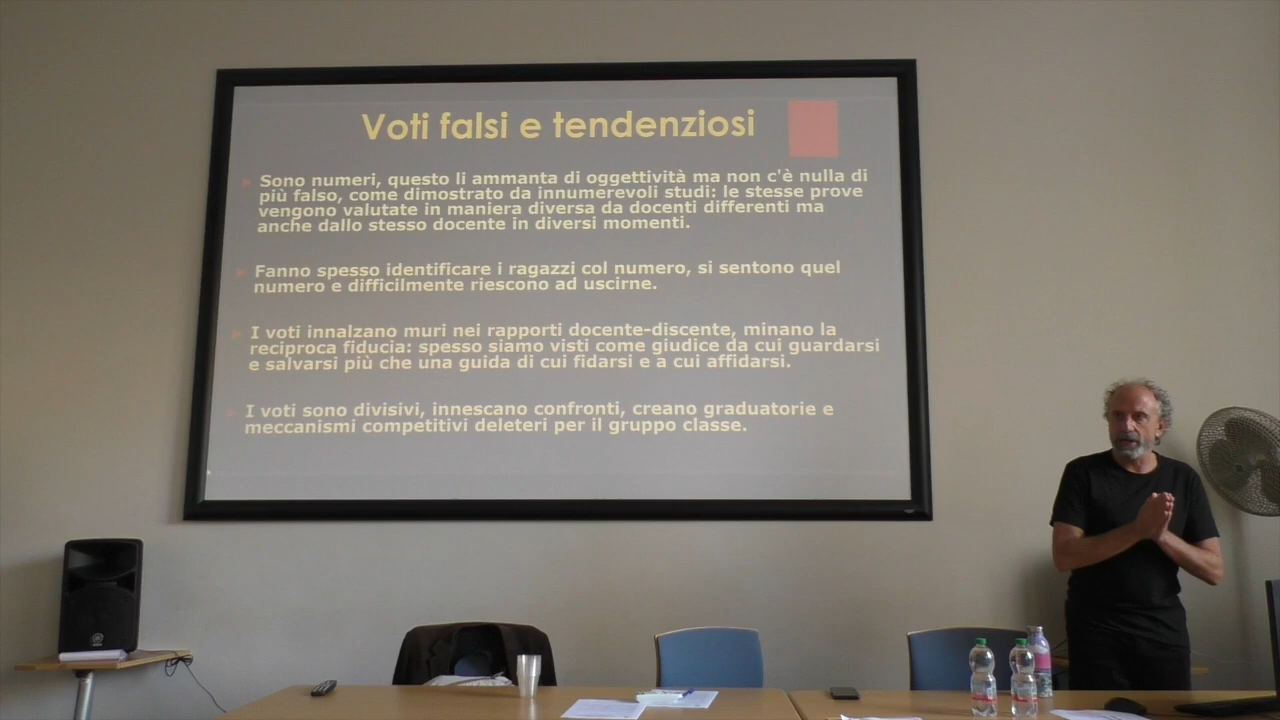 Voti falsi e tendenziosi
Sono numeri, questo li ammanta di oggettività ma non c'è nulla di
più falso, come dimostrato da innumerevoli studi: le stesse prove
vengono valutate in maniera diversa da docenti differenti ma
anche dallo stesso docente in diversi momenti.
Fanno spesso identificare i ragazzi col numero, si sentono quel
numero e difficilmente riescono ad uscirne.
I voti innalzano muri nei rapporti docente-discente, minano la
reciproca fiducia: spesso siamo visti come giudice da cui guardarsi
e salvarsi più che una guida di cui fidarsi e a cui affidarsi.
I voti sono divisivi, innescano confronti, creano graduatorie e
meccanismi competitivi deleteri per il gruppo classe.